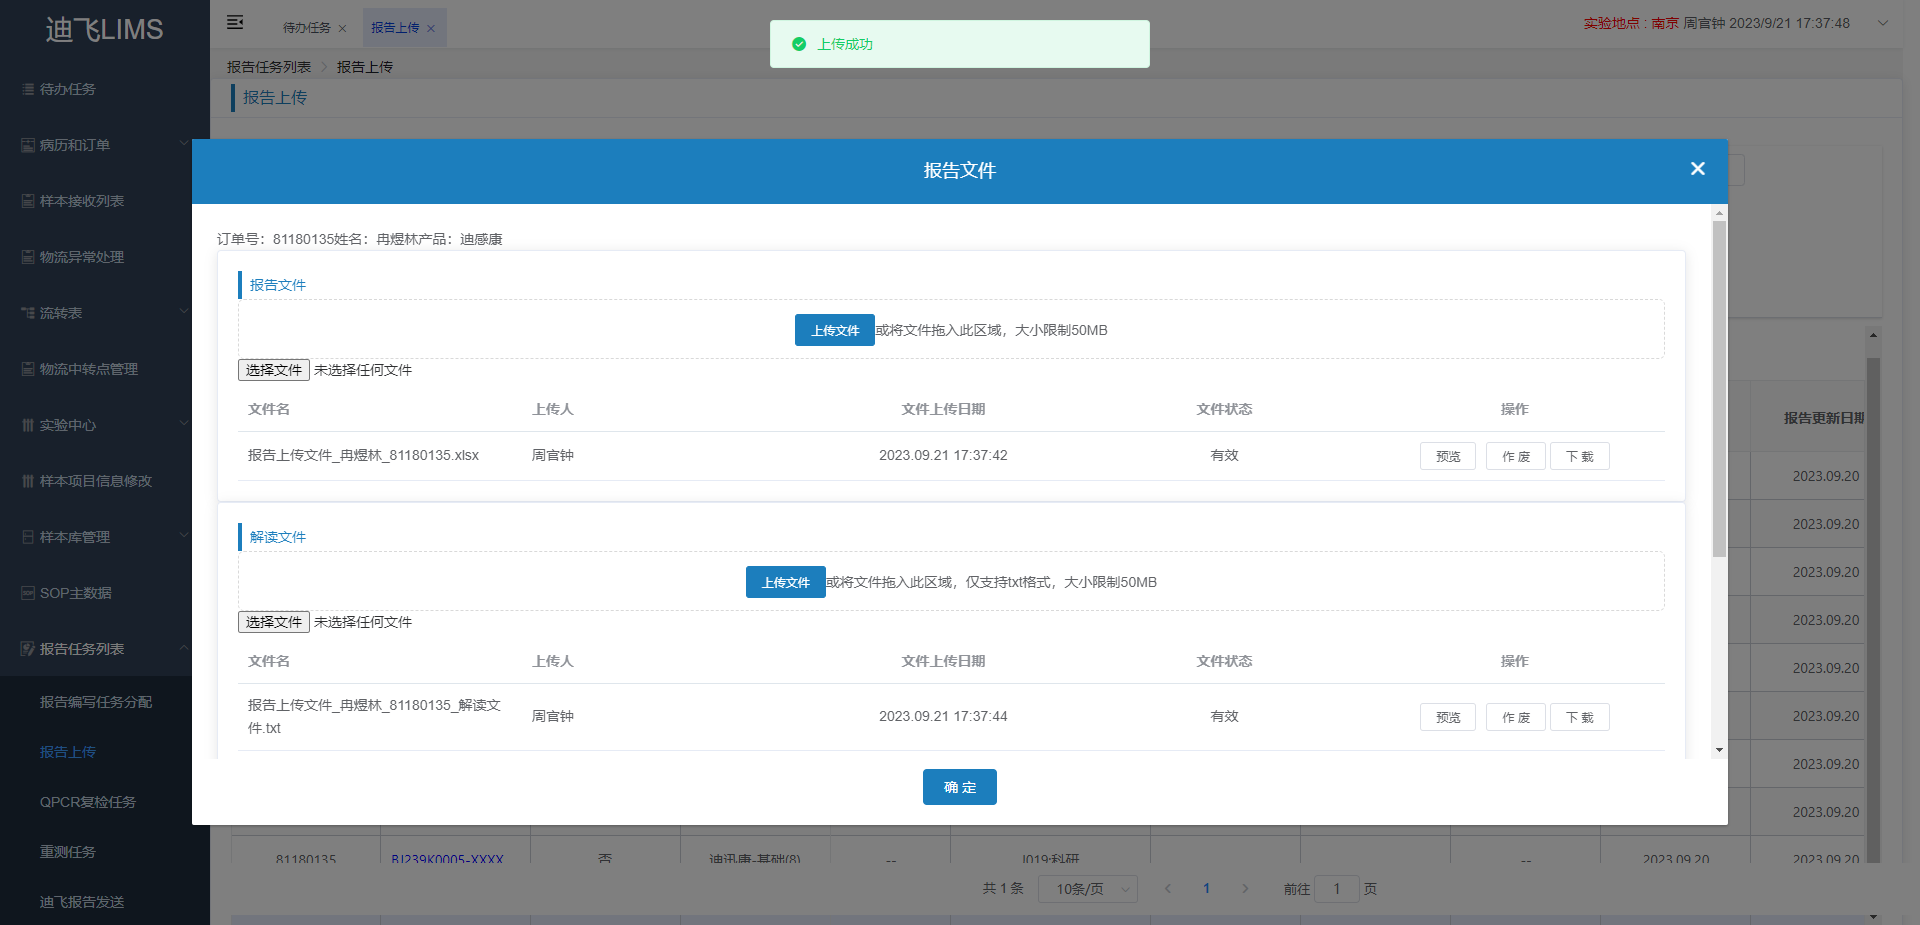 迪飞LIMS
待办任务
报告上传
上传成功
实验地点 : 南京 周官钟 2023/9/21 17:37:48
报告任务列表 > 报告上传
报告上传
待办任务
病历和订单
样本接收列表
物流异常处理
流转表
物流中转点管理
实验中心
样本项目信息修改
样本库管理
SOP主数据
报告任务列表
报告编写任务分配
报告上传
QPCR复检任务
重测任务
迪飞报告发送
报告文件
订单号：81180135姓名：冉煜林产品：迪感康
报告文件
上传文件 或将文件拖入此区域，大小限制50MB
选择文件 未选择任何文件
文件名 上传人 文件上传日期 文件状态 操作
报告上传文件_冉煜林_81180135.xlsx 周官钟 2023.09.21 17:37:42 有效 预览 作 废 下 载
解读文件
上传文件 或将文件拖入此区域，仅支持txt格式，大小限制50MB
选择文件 未选择任何文件
文件名 上传人 文件上传日期 文件状态 操作
报告上传文件_冉煜林_81180135_解读文
件.txt 周官钟 2023.09.21 17:37:44 有效 预览 作 废 下 载
确 定
报告更新日期
2023.09.20
2023.09.20
2023.09.20
2023.09.20
2023.09.20
2023.09.20
2023.09.20
2023.09.20
81180135 BJ239K0005-XXXX 否 迪迅康-基础(8) -- J019:科研 -- 2023.09.20 2023.09.20
共 1 条 10条/页 < 1 > 前往 1 页